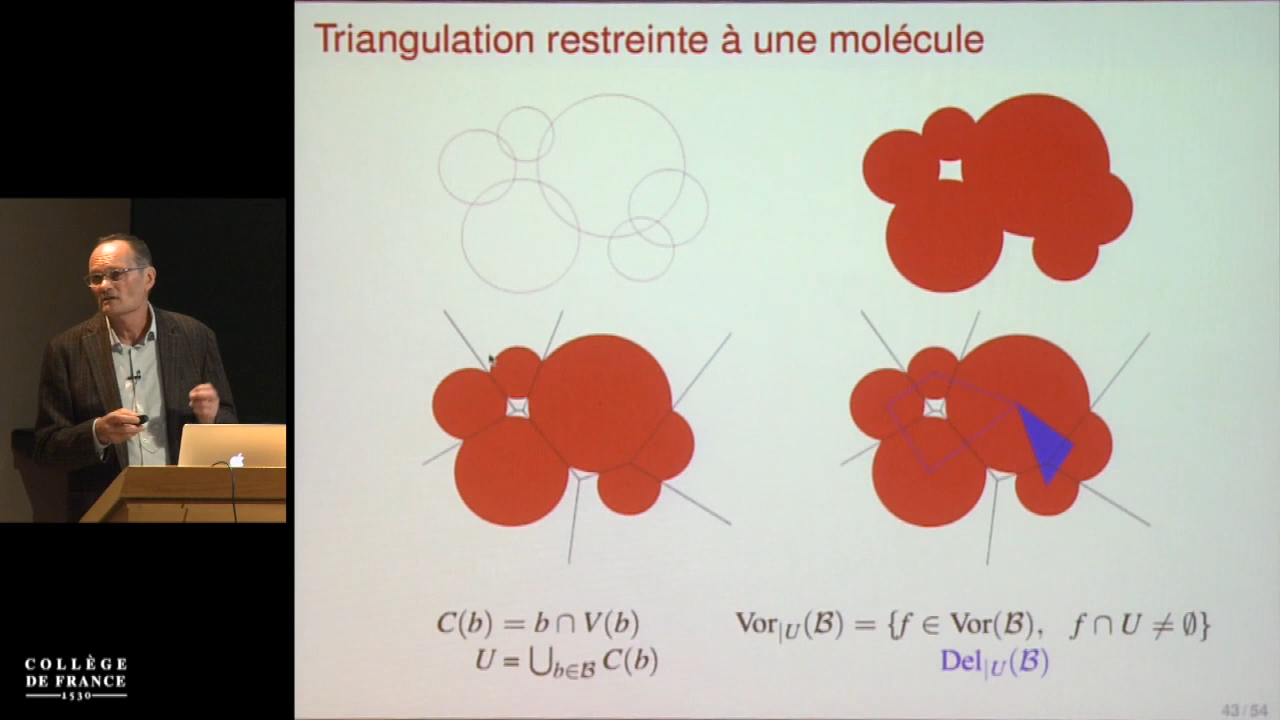 Triangulation restreinte à une molécule
C(b) = b ∩ V(b)
U = ⋃_{b∈ℬ} C(b)
Vor_{|U}(ℬ) = {f ∈ Vor(ℬ), f ∩ U ≠ ∅}
Del_{|U}(ℬ)
COLLÈGE
DE FRANCE
1530
43/54